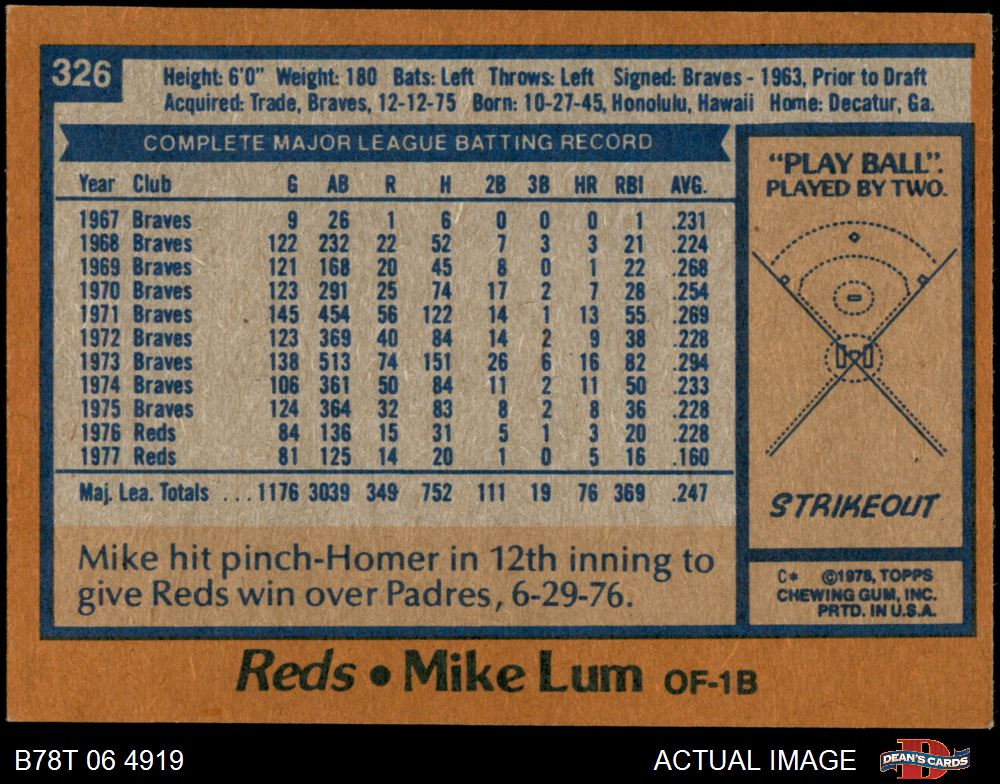 326
Height: 6'0" Weight: 180 Bats: Left Throws: Left Signed: Braves - 1963, Prior to Draft
Acquired: Trade, Braves, 12-12-75 Born: 10-27-45, Honolulu, Hawaii Home: Decatur, Ga.
COMPLETE MAJOR LEAGUE BATTING RECORD
Year Club G AB R H 2B 3B HR RBI AVG.
1967 Braves 9 26 1 6 0 0 0 1 .231
1968 Braves 122 232 22 52 7 3 3 21 .224
1969 Braves 121 168 20 45 8 0 1 22 .268
1970 Braves 123 291 25 74 17 2 7 28 .254
1971 Braves 145 454 56 122 14 1 13 55 .269
1972 Braves 123 369 40 84 14 2 9 38 .228
1973 Braves 138 513 74 151 26 6 16 82 .294
1974 Braves 106 361 50 84 11 2 11 50 .233
1975 Braves 124 364 32 83 8 2 8 36 .228
1976 Reds 84 136 15 31 5 1 3 20 .228
1977 Reds 81 125 14 20 1 0 5 16 .160
Maj. Lea. Totals ... 1176 3039 349 752 111 19 76 369 .247
Mike hit pinch-Homer in 12th inning to
give Reds win over Padres, 6-29-76.
"PLAY BALL".
PLAYED BY TWO.
STRIKEOUT
C* ©1978, TOPPS
CHEWING GUM, INC.
PRTD. IN U.S.A.
Reds • Mike Lum OF-1B
B78T 06 4919
ACTUAL IMAGE
D
DEAN'S CARDS